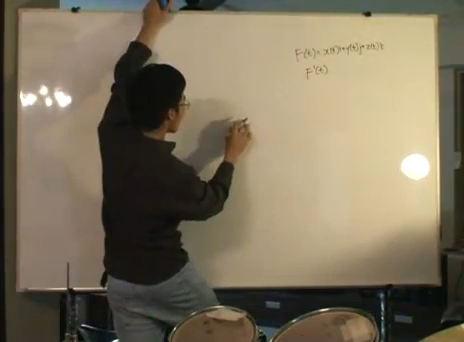 F(t) = x(t)i + y(t)j + z(t)k
F'(t)